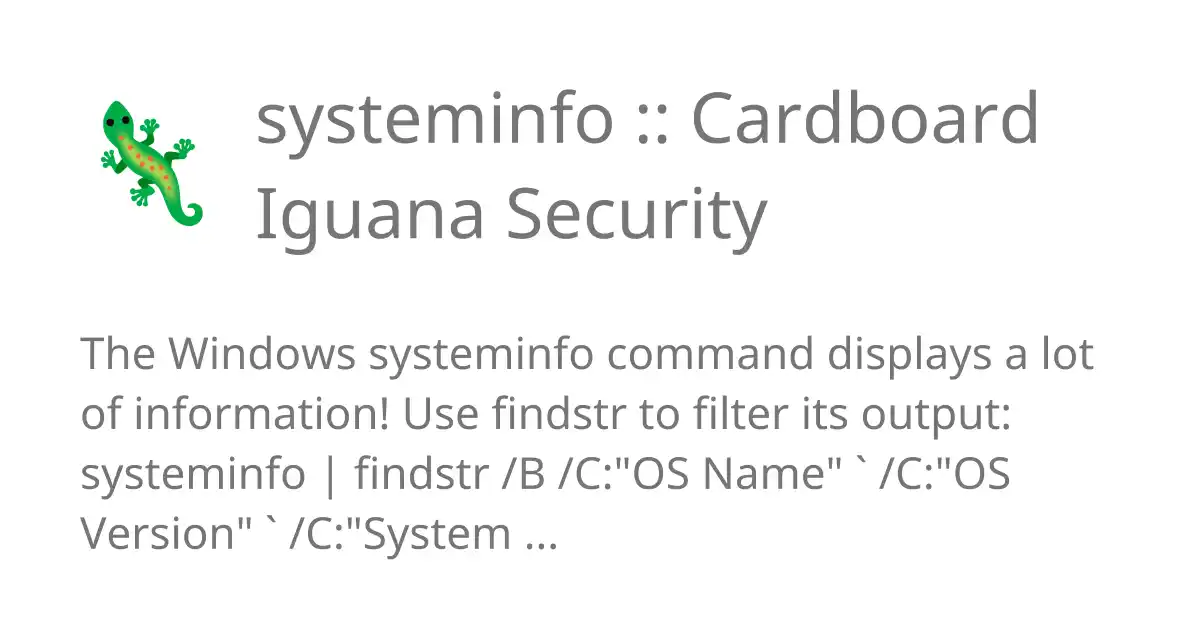 systeminfo :: Cardboard
Iguana Security
The Windows systeminfo command displays a lot
of information! Use findstr to filter its output:
systeminfo | findstr /B /C:"OS Name" ` /C:"OS
Version" ` /C:"System ...